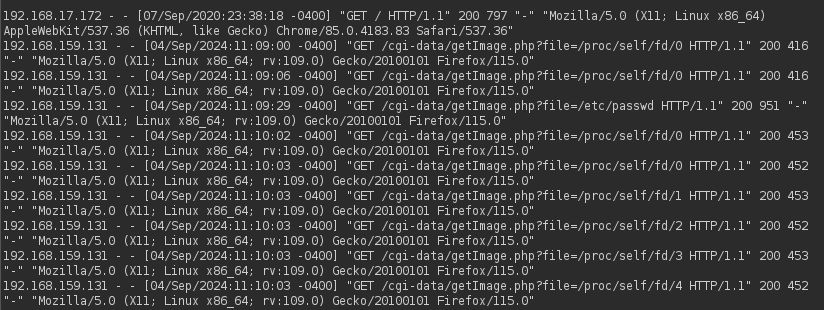 192.168.17.172 - - [07/Sep/2020:23:38:18 -0400] "GET / HTTP/1.1" 200 797 "-" "Mozilla/5.0 (X11; Linux x86_64)
AppleWebKit/537.36 (KHTML, like Gecko) Chrome/85.0.4183.83 Safari/537.36"
192.168.159.131 - - [04/Sep/2024:11:09:00 -0400] "GET /cgi-data/getImage.php?file=/proc/self/fd/0 HTTP/1.1" 200 416
"-" "Mozilla/5.0 (X11; Linux x86_64; rv:109.0) Gecko/20100101 Firefox/115.0"
192.168.159.131 - - [04/Sep/2024:11:09:06 -0400] "GET /cgi-data/getImage.php?file=/proc/self/fd/0 HTTP/1.1" 200 416
"-" "Mozilla/5.0 (X11; Linux x86_64; rv:109.0) Gecko/20100101 Firefox/115.0"
192.168.159.131 - - [04/Sep/2024:11:09:29 -0400] "GET /cgi-data/getImage.php?file=/etc/passwd HTTP/1.1" 200 951 "-"
"Mozilla/5.0 (X11; Linux x86_64; rv:109.0) Gecko/20100101 Firefox/115.0"
192.168.159.131 - - [04/Sep/2024:11:10:02 -0400] "GET /cgi-data/getImage.php?file=/proc/self/fd/0 HTTP/1.1" 200 453
"-" "Mozilla/5.0 (X11; Linux x86_64; rv:109.0) Gecko/20100101 Firefox/115.0"
192.168.159.131 - - [04/Sep/2024:11:10:03 -0400] "GET /cgi-data/getImage.php?file=/proc/self/fd/0 HTTP/1.1" 200 452
"-" "Mozilla/5.0 (X11; Linux x86_64; rv:109.0) Gecko/20100101 Firefox/115.0"
192.168.159.131 - - [04/Sep/2024:11:10:03 -0400] "GET /cgi-data/getImage.php?file=/proc/self/fd/1 HTTP/1.1" 200 453
"-" "Mozilla/5.0 (X11; Linux x86_64; rv:109.0) Gecko/20100101 Firefox/115.0"
192.168.159.131 - - [04/Sep/2024:11:10:03 -0400] "GET /cgi-data/getImage.php?file=/proc/self/fd/2 HTTP/1.1" 200 452
"-" "Mozilla/5.0 (X11; Linux x86_64; rv:109.0) Gecko/20100101 Firefox/115.0"
192.168.159.131 - - [04/Sep/2024:11:10:03 -0400] "GET /cgi-data/getImage.php?file=/proc/self/fd/3 HTTP/1.1" 200 453
"-" "Mozilla/5.0 (X11; Linux x86_64; rv:109.0) Gecko/20100101 Firefox/115.0"
192.168.159.131 - - [04/Sep/2024:11:10:03 -0400] "GET /cgi-data/getImage.php?file=/proc/self/fd/4 HTTP/1.1" 200 452
"-" "Mozilla/5.0 (X11; Linux x86_64; rv:109.0) Gecko/20100101 Firefox/115.0"